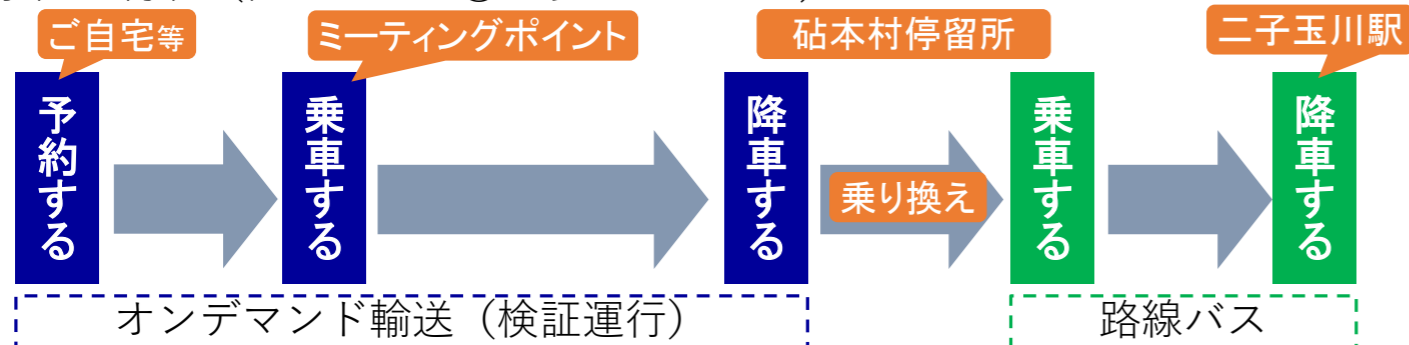 ご自宅等
ミーティングポイント
砧本村停留所
二子玉川駅
予約する
乗車する
降車する
乗り換え
乗車する
降車する
オンデマンド輸送（検証運行）
路線バス